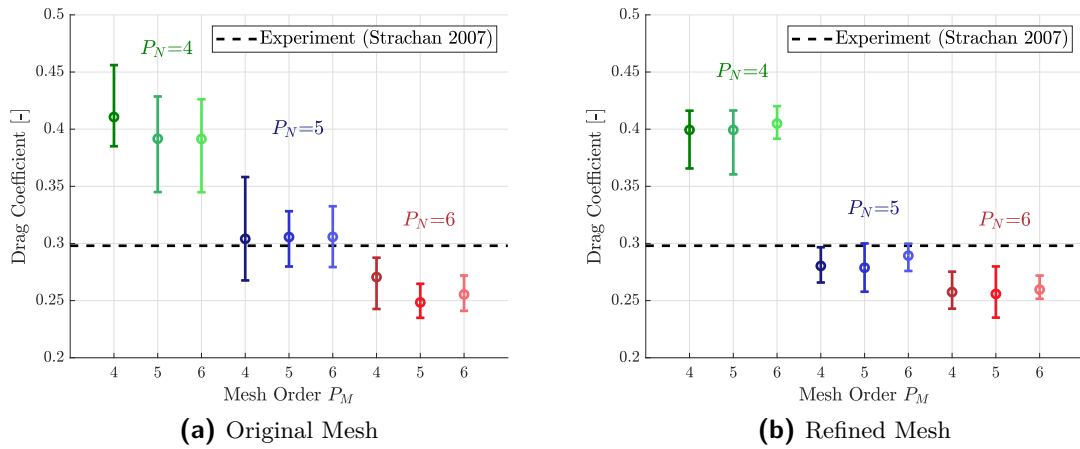 0.5
0.45
0.4
0.35
0.3
0.25
0.2
Drag Coefficient [-]
P_N=4
P_N=5
P_N=6
Experiment (Strachan 2007)
4 5 6 4 5 6 4 5 6
Mesh Order P_M
(a) Original Mesh
0.5
0.45
0.4
0.35
0.3
0.25
0.2
Drag Coefficient [-]
P_N=4
P_N=5
P_N=6
Experiment (Strachan 2007)
4 5 6 4 5 6 4 5 6
Mesh Order P_M
(b) Refined Mesh